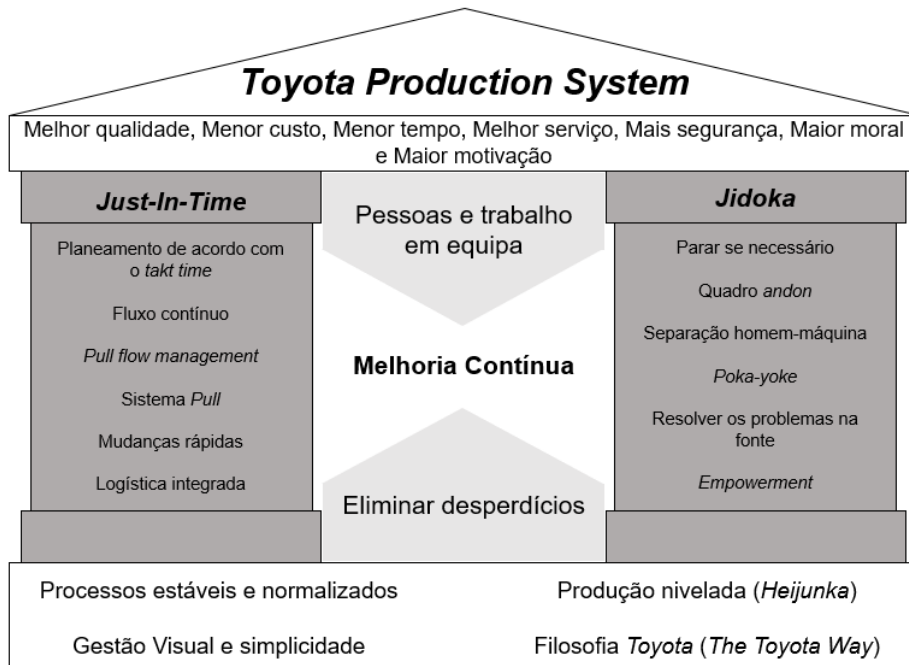 Toyota Production System
Melhor qualidade, Menor custo, Menor tempo, Melhor serviço, Mais segurança, Maior moral
e Maior motivação
Just-In-Time
Planeamento de acordo com
o takt time
Fluxo contínuo
Pull flow management
Sistema Pull
Mudanças rápidas
Logística integrada
Pessoas e trabalho
em equipa
Melhoria Contínua
Eliminar desperdícios
Jidoka
Parar se necessário
Quadro andon
Separação homem-máquina
Poka-yoke
Resolver os problemas na
fonte
Empowerment
Processos estáveis e normalizados
Produção nivelada (Heijunka)
Gestão Visual e simplicidade
Filosofia Toyota (The Toyota Way)